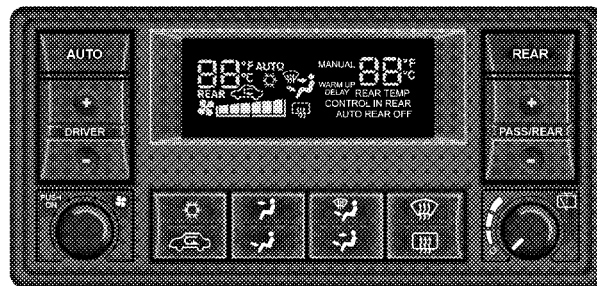 AUTO
REAR
88 °F AUTO MANUAL 88 °F
°C °C
WARM UP
REAR DELAY REAR TEMP
CONTROL IN REAR
AUTO REAR OFF
+ +
DRIVER PASS/REAR
- -
PUSH
ON